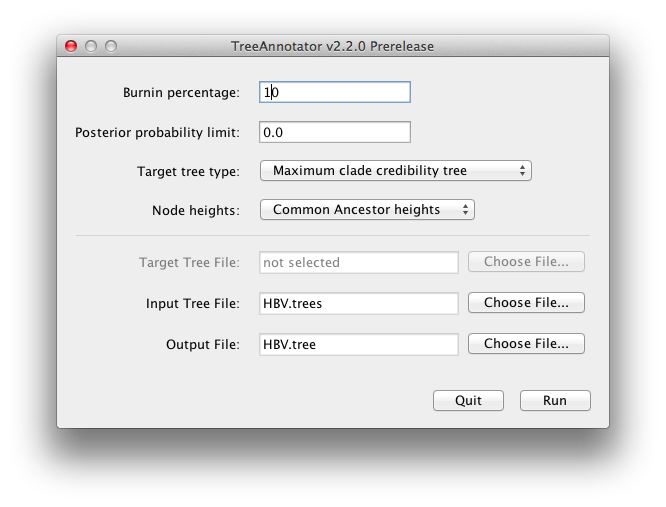 TreeAnnotator v2.2.0 Prerelease
Burnin percentage: 10
Posterior probability limit: 0.0
Target tree type: Maximum clade credibility tree
Node heights: Common Ancestor heights
Target Tree File: not selected Choose File...
Input Tree File: HBV.trees Choose File...
Output File: HBV.tree Choose File...
Quit Run